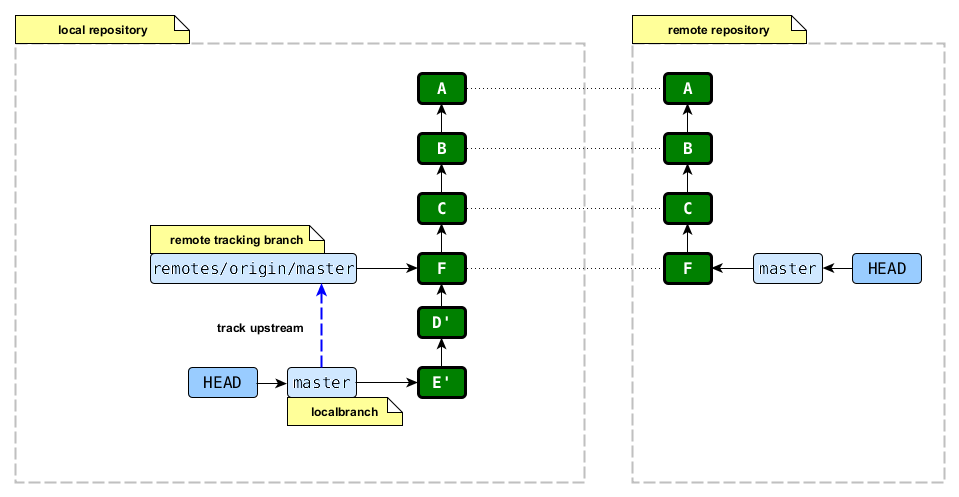 local repository
remote repository
A
A
B
B
C
C
remote tracking branch
remotes/origin/master
F
F
master
HEAD
D'
track upstream
HEAD
master
E'
localbranch